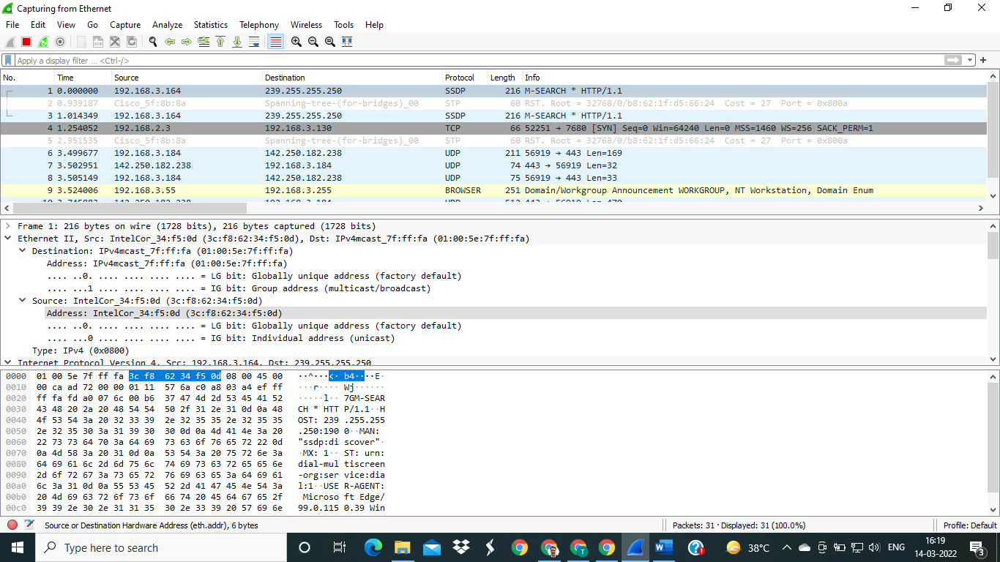 Capturing from Ethernet
File Edit View Go Capture Analyze Statistics Telephony Wireless Tools Help
Apply a display filter ... <Ctrl-/>
No. Time Source Destination Protocol Length Info
1 0.000000 192.168.3.164 239.255.255.250 SSDP 216 M-SEARCH * HTTP/1.1
2 0.939187 Cisco_5f:8b:8a Spanning-tree-(for-bridges)_00 STP 60 RST. Root = 32768/0/b8:62:1f:d5:66:24 Cost = 27 Port = 0x800a
3 1.014349 192.168.3.164 239.255.255.250 SSDP 216 M-SEARCH * HTTP/1.1
4 1.254052 192.168.2.3 192.168.3.130 TCP 66 52251 → 7680 [SYN] Seq=0 Win=64240 Len=0 MSS=1460 WS=256 SACK_PERM=1
5 2.951535 Cisco_5f:8b:8a Spanning-tree-(for-bridges)_00 STP 60 RST. Root = 32768/0/b8:62:1f:d5:66:24 Cost = 27 Port = 0x800a
6 3.499677 192.168.3.184 142.250.182.238 UDP 211 56919 → 443 Len=169
7 3.502951 142.250.182.238 192.168.3.184 UDP 74 443 → 56919 Len=32
8 3.505149 192.168.3.184 142.250.182.238 UDP 75 56919 → 443 Len=33
9 3.524006 192.168.3.55 192.168.3.255 BROWSER 251 Domain/Workgroup Announcement WORKGROUP, NT Workstation, Domain Enum
10 3.745883 142.250.182.238 192.168.3.184 UDP 512 443 → 56919 Len=470
Frame 1: 216 bytes on wire (1728 bits), 216 bytes captured (1728 bits)
Ethernet II, Src: IntelCor_34:f5:0d (3c:f8:62:34:f5:0d), Dst: IPv4mcast_7f:ff:fa (01:00:5e:7f:ff:fa)
Destination: IPv4mcast_7f:ff:fa (01:00:5e:7f:ff:fa)
Address: IPv4mcast_7f:ff:fa (01:00:5e:7f:ff:fa)
.... ..0. .... .... .... .... = LG bit: Globally unique address (factory default)
.... ...1 .... .... .... .... = IG bit: Group address (multicast/broadcast)
Source: IntelCor_34:f5:0d (3c:f8:62:34:f5:0d)
Address: IntelCor_34:f5:0d (3c:f8:62:34:f5:0d)
.... ..0. .... .... .... .... = LG bit: Globally unique address (factory default)
.... ...0 .... .... .... .... = IG bit: Individual address (unicast)
Type: IPv4 (0x0800)
Internet Protocol Version 4, Src: 192.168.3.164, Dst: 239.255.255.250
0000 01 00 5e 7f ff fa 3c f8 62 34 f5 0d 08 00 45 00 ··^···<· b4····E·
0010 00 ca ad 72 00 00 01 11 57 6a c0 a8 03 a4 ef ff ···r···· Wj······
0020 ff fa fd a0 07 6c 00 b6 37 47 4d 2d 53 45 41 52 ·····l·· 7GM-SEAR
0030 43 48 20 2a 20 48 54 54 50 2f 31 2e 31 0d 0a 48 CH * HTT P/1.1··H
0040 4f 53 54 3a 20 32 33 39 2e 32 35 35 2e 32 35 35 OST: 239 .255.255
0050 2e 32 35 30 3a 31 39 30 30 0d 0a 4d 41 4e 3a 20 .250:190 0··MAN:
0060 22 73 73 64 70 3a 64 69 73 63 6f 76 65 72 22 0d "ssdp:di scover"·
0070 0a 4d 58 3a 20 31 0d 0a 53 54 3a 20 75 72 6e 3a ·MX: 1·· ST: urn:
0080 64 69 61 6c 2d 6d 75 6c 74 69 73 63 72 65 65 6e dial-mul tiscreen
0090 2d 6f 72 67 3a 73 65 72 76 69 63 65 3a 64 69 61 -org:ser vice:dia
00a0 6c 3a 31 0d 0a 55 53 45 52 2d 41 47 45 4e 54 3a l:1··USE R-AGENT:
00b0 20 4d 69 63 72 6f 73 6f 66 74 20 45 64 67 65 2f Microso ft Edge/
00c0 39 39 2e 30 2e 31 31 35 30 2e 33 39 20 57 69 6e 99.0.115 0.39 Win
Source or Destination Hardware Address (eth.addr), 6 bytes Packets: 31 · Displayed: 31 (100.0%) Profile: Default
Type here to search 38°C ENG 16:19
14-03-2022 3